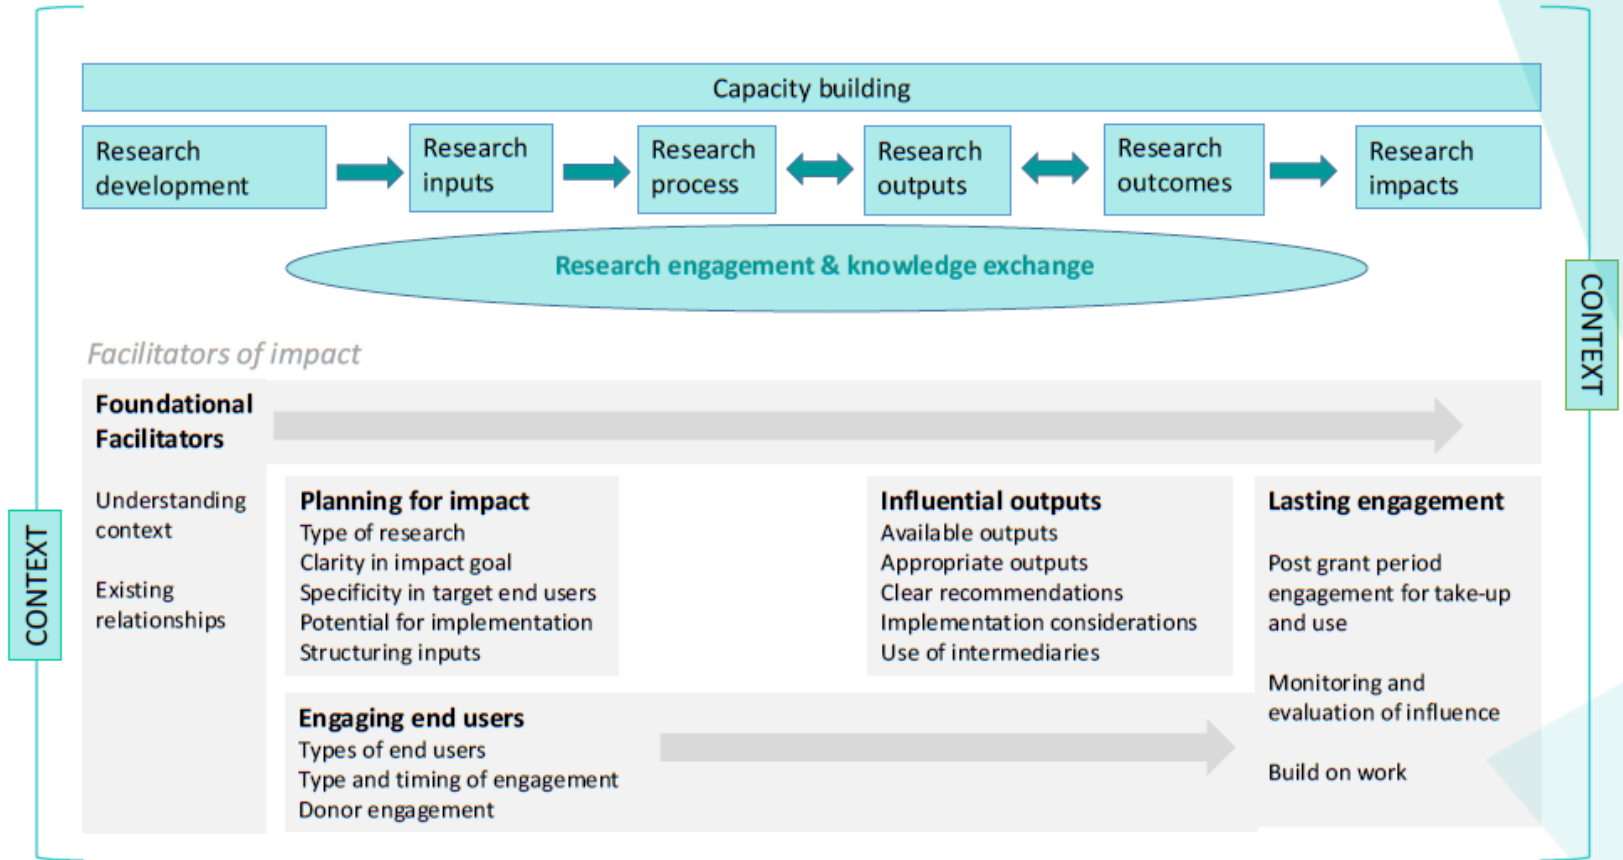 Capacity building
Research
development
Research
inputs
Research
process
Research
outputs
Research
outcomes
Research
impacts
Research engagement & knowledge exchange
CONTEXT
Facilitators of impact
Foundational
Facilitators
Understanding
context
Existing
relationships
CONTEXT
Planning for impact
Type of research
Clarity in impact goal
Specificity in target end users
Potential for implementation
Structuring inputs
Influential outputs
Available outputs
Appropriate outputs
Clear recommendations
Implementation considerations
Use of intermediaries
Lasting engagement
Post grant period
engagement for take-up
and use
Monitoring and
evaluation of influence
Build on work
Engaging end users
Types of end users
Type and timing of engagement
Donor engagement